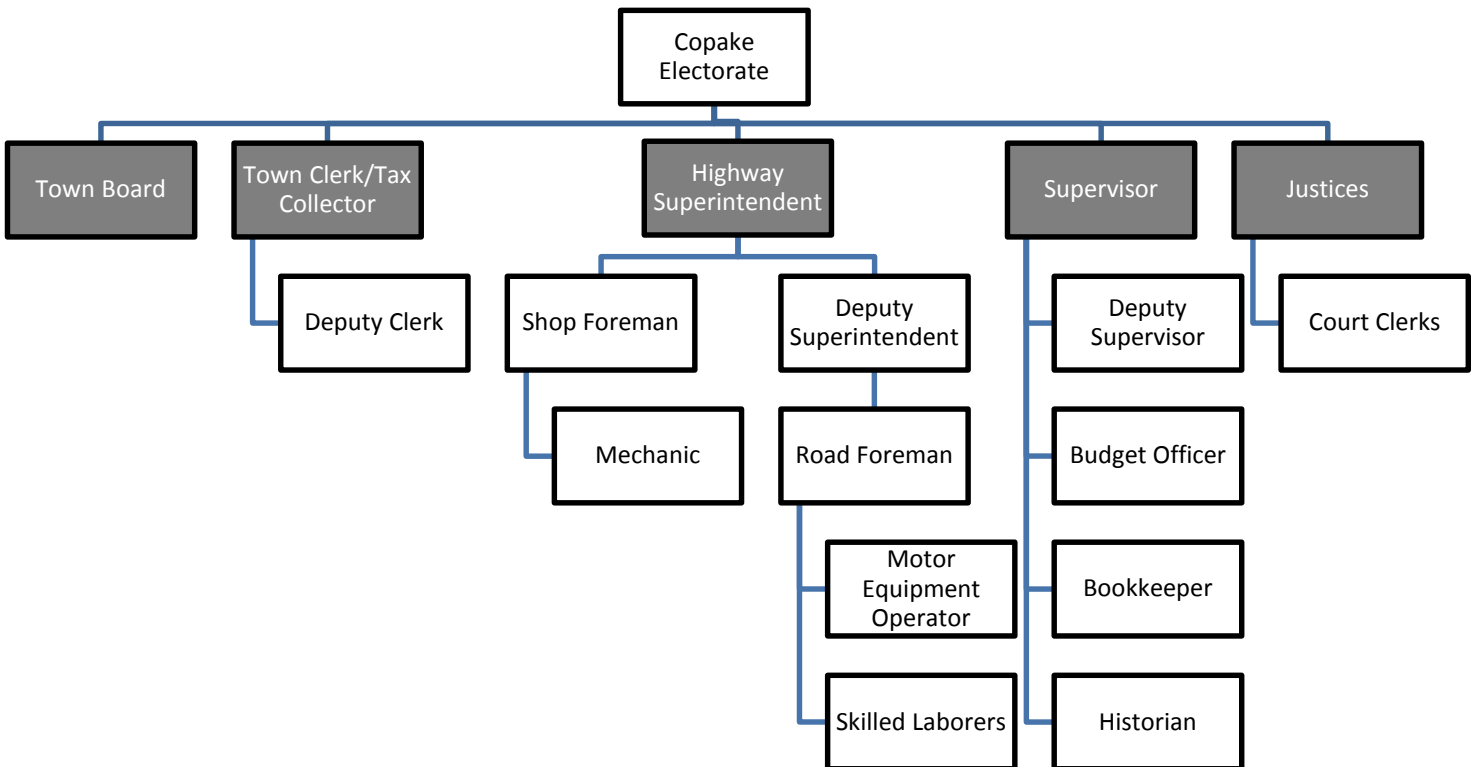 Copake
Electorate
Town Board
Town Clerk/Tax
Collector
Highway
Superintendent
Supervisor
Justices
Deputy Clerk
Shop Foreman
Deputy
Superintendent
Deputy
Supervisor
Court Clerks
Mechanic
Road Foreman
Budget Officer
Motor
Equipment
Operator
Bookkeeper
Skilled Laborers
Historian